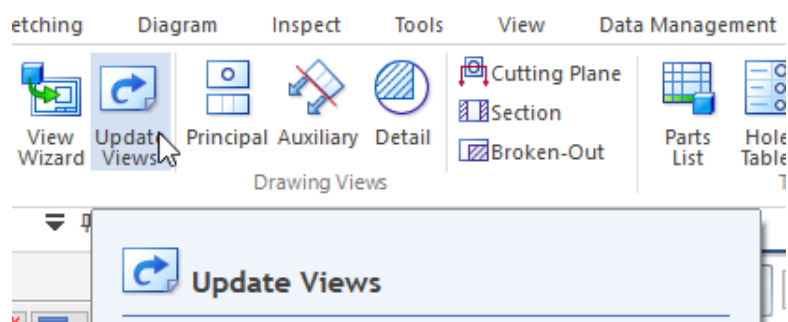 etching Diagram Inspect Tools View Data Management
Cutting Plane
Section
Broken-Out
View Wizard Update Views Principal Auxiliary Detail Parts List Hole Table
Drawing Views
Update Views